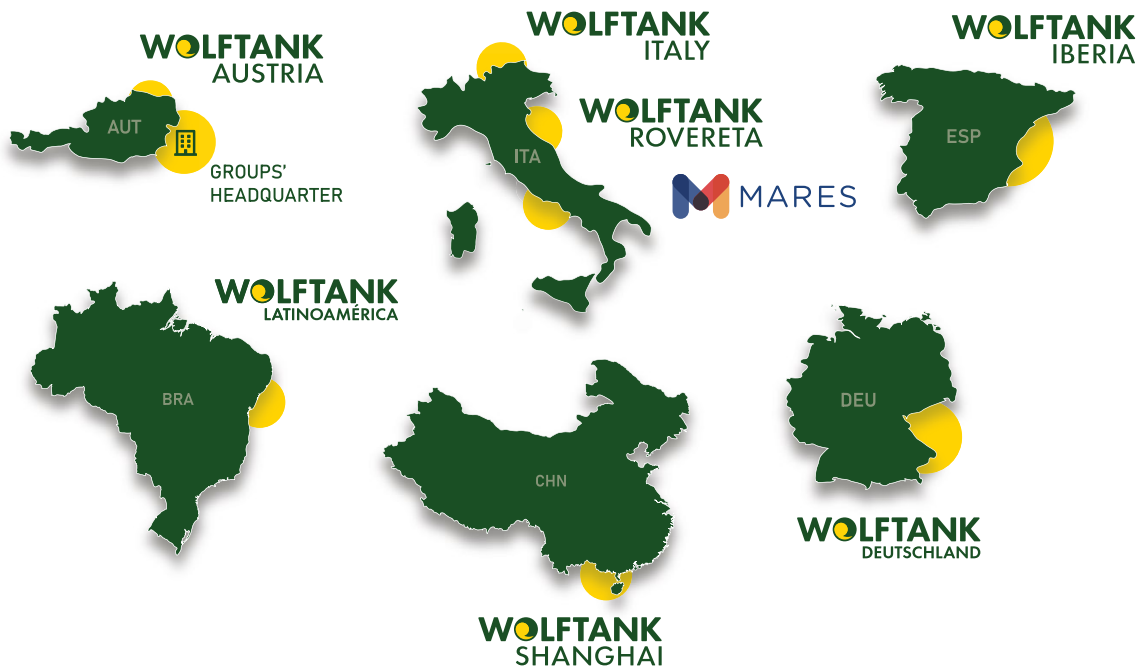 WOLFTANK
AUSTRIA
AUT
GROUPS'
HEADQUARTER
WOLFTANK
ITALY
WOLFTANK
ROVERETA
ITA
MARES
WOLFTANK
IBERIA
ESP
WOLFTANK
LATINOAMÉRICA
BRA
CHN
WOLFTANK
SHANGHAI
DEU
WOLFTANK
DEUTSCHLAND